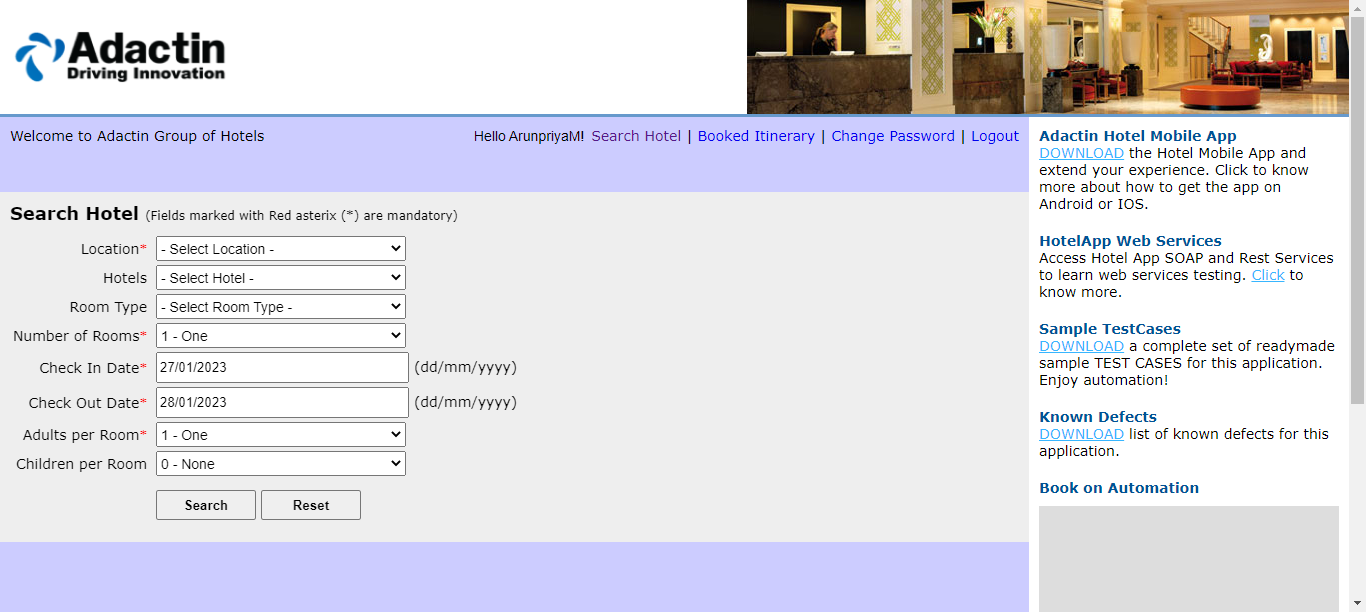 Adactin
Driving Innovation
Welcome to Adactin Group of Hotels
Hello ArunpriyaM! Search Hotel | Booked Itinerary | Change Password | Logout
Search Hotel (Fields marked with Red asterix (*) are mandatory)
Location* - Select Location -
Hotels - Select Hotel -
Room Type - Select Room Type -
Number of Rooms* 1 - One
Check In Date* 27/01/2023 (dd/mm/yyyy)
Check Out Date* 28/01/2023 (dd/mm/yyyy)
Adults per Room* 1 - One
Children per Room 0 - None
Search Reset
Adactin Hotel Mobile App
DOWNLOAD the Hotel Mobile App and
extend your experience. Click to know
more about how to get the app on
Android or IOS.
HotelApp Web Services
Access Hotel App SOAP and Rest Services
to learn web services testing. Click to
know more.
Sample TestCases
DOWNLOAD a complete set of readymade
sample TEST CASES for this application.
Enjoy automation!
Known Defects
DOWNLOAD list of known defects for this
application.
Book on Automation